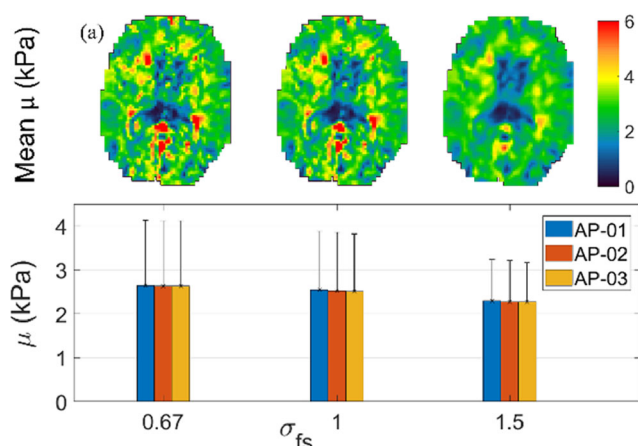 (a)
Mean μ (kPa)
6
4
2
0
μ (kPa)
4
3
2
1
0
AP-01
AP-02
AP-03
0.67
1
1.5
σfs